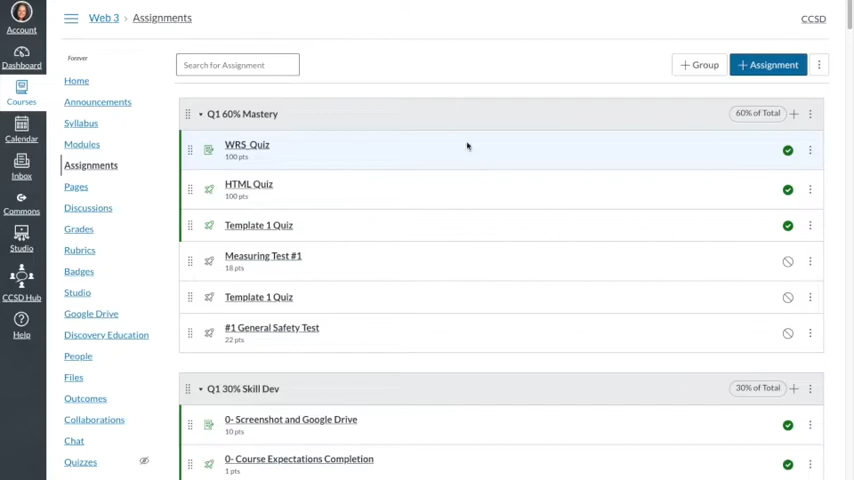 Web 3 › Assignments
CCSD
Account
Dashboard
Courses
Calendar
Inbox
Commons
Studio
CCSD Hub
Help
Forever
Home
Announcements
Syllabus
Modules
Assignments
Pages
Discussions
Grades
Rubrics
Badges
Studio
Google Drive
Discovery Education
People
Files
Outcomes
Collaborations
Chat
Quizzes
Search for Assignment
+ Group
+ Assignment
Q1 60% Mastery
60% of Total
WRS Quiz
100 pts
HTML Quiz
100 pts
Template 1 Quiz
Measuring Test #1
18 pts
Template 1 Quiz
#1 General Safety Test
22 pts
Q1 30% Skill Dev
30% of Total
0- Screenshot and Google Drive
10 pts
0- Course Expectations Completion
1 pts